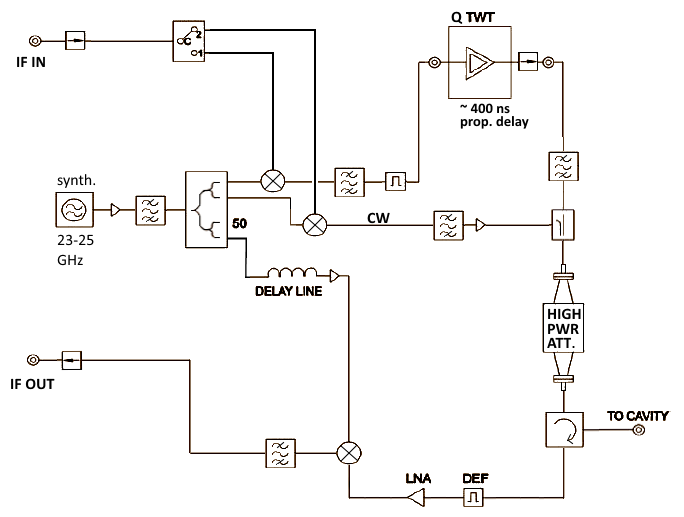 Q TWT
IF IN
2
C
1
~ 400 ns
prop. delay
synth.
23-25
GHz
50
CW
DELAY LINE
HIGH
PWR
ATT.
IF OUT
TO CAVITY
LNA
DEF